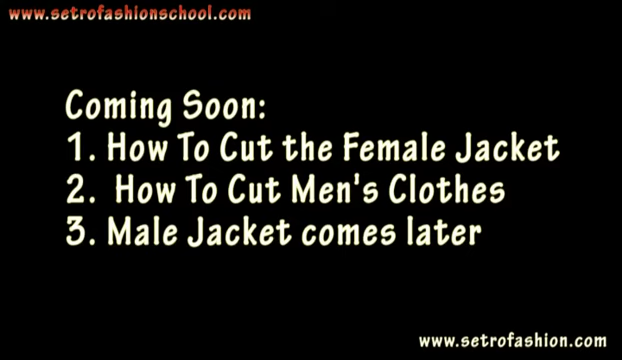 www.setrofashionschool.com
Coming Soon:
1. How To Cut the Female Jacket
2. How To Cut Men's Clothes
3. Male Jacket comes later
www.setrofashion.com